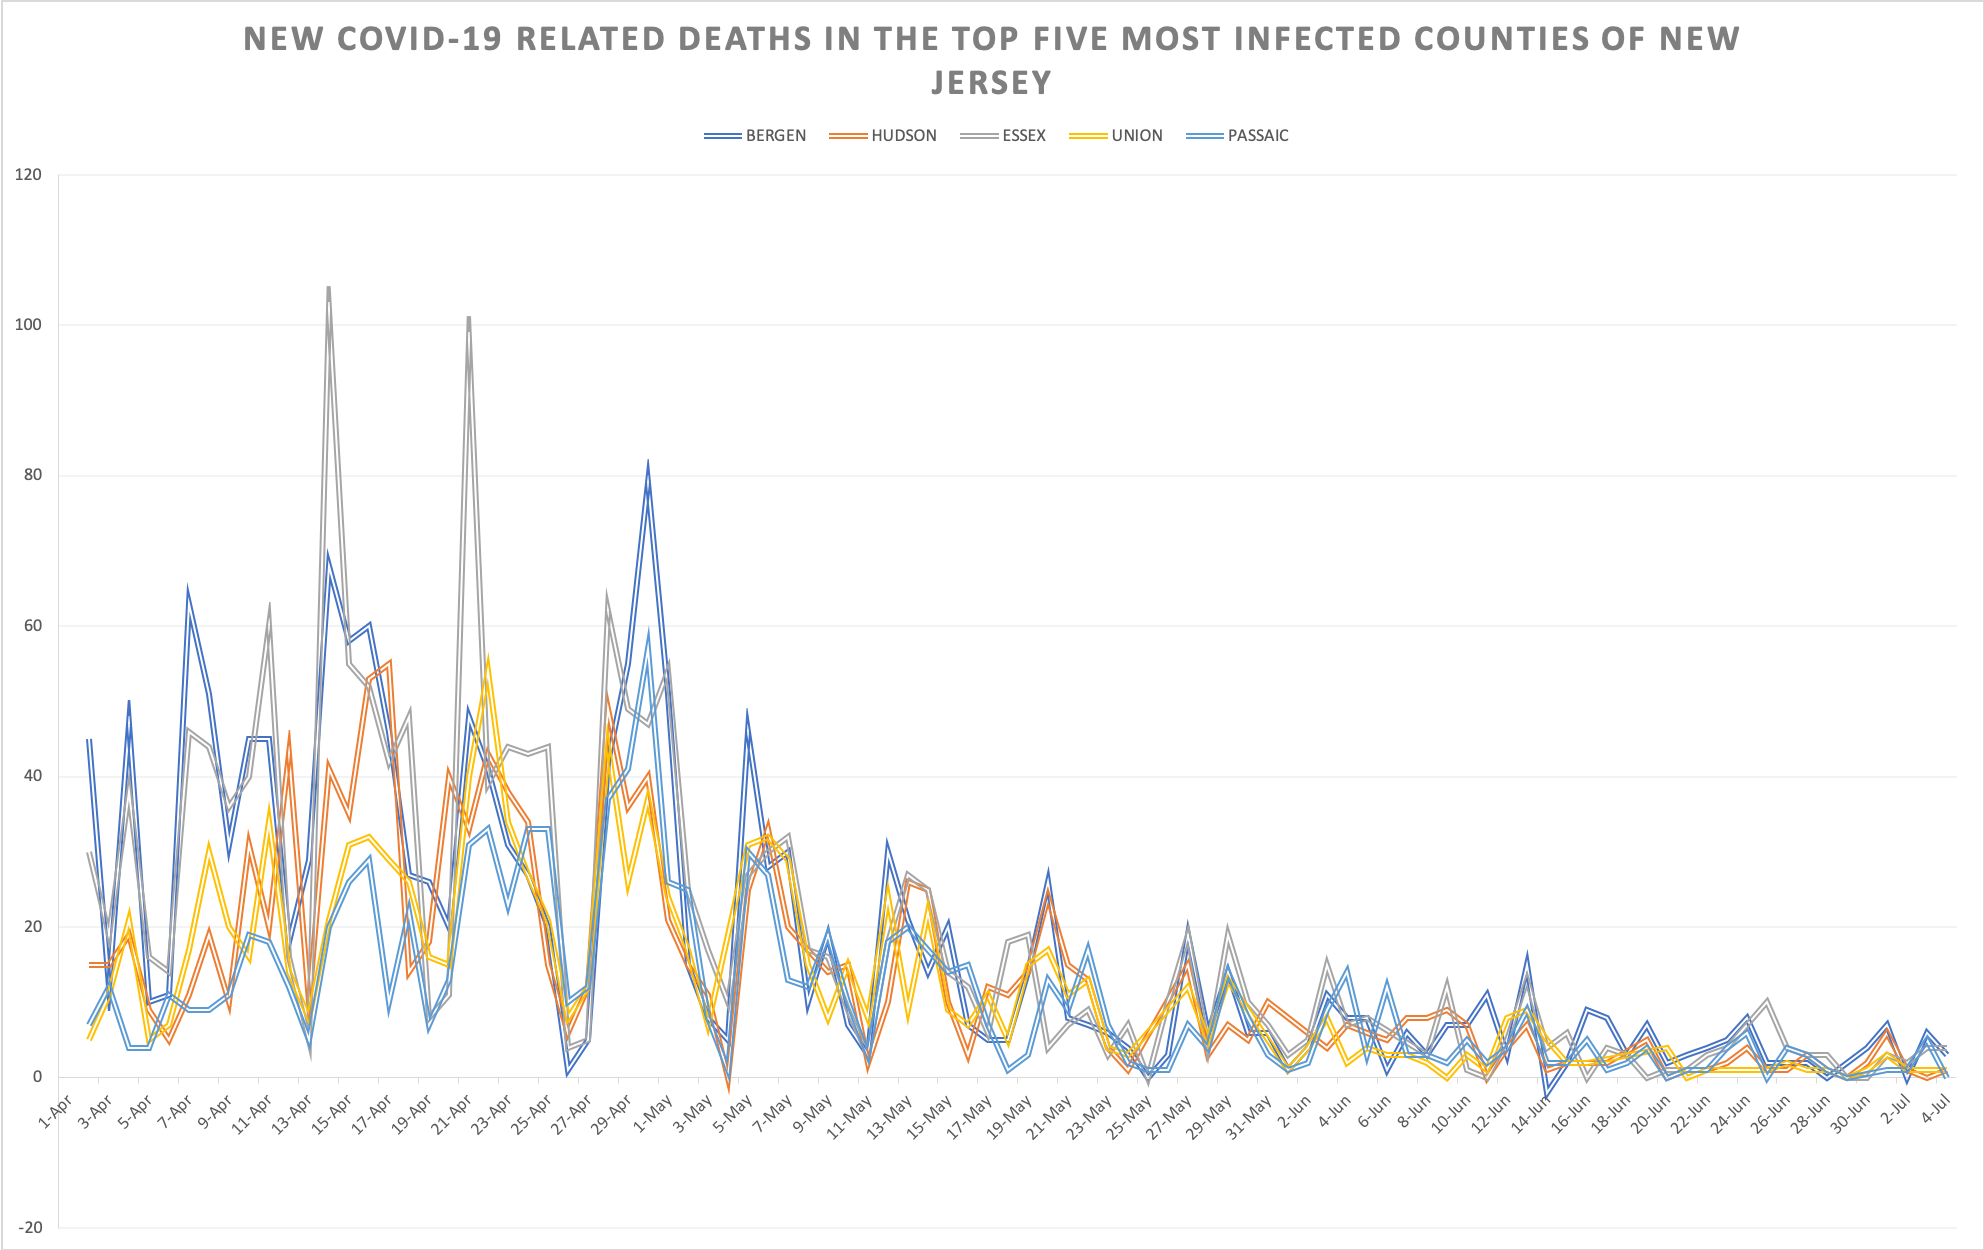 NEW COVID-19 RELATED DEATHS IN THE TOP FIVE MOST INFECTED COUNTIES OF NEW
JERSEY
BERGEN HUDSON ESSEX UNION PASSAIC
120
100
80
60
40
20
0
-20
1-Apr 3-Apr 5-Apr 7-Apr 9-Apr 11-Apr 13-Apr 15-Apr 17-Apr 19-Apr 21-Apr 23-Apr 25-Apr 27-Apr 29-Apr 1-May 3-May 5-May 7-May 9-May 11-May 13-May 15-May 17-May 19-May 21-May 23-May 25-May 27-May 29-May 31-May 2-Jun 4-Jun 6-Jun 8-Jun 10-Jun 12-Jun 14-Jun 16-Jun 18-Jun 20-Jun 22-Jun 24-Jun 26-Jun 28-Jun 30-Jun 2-Jul 4-Jul